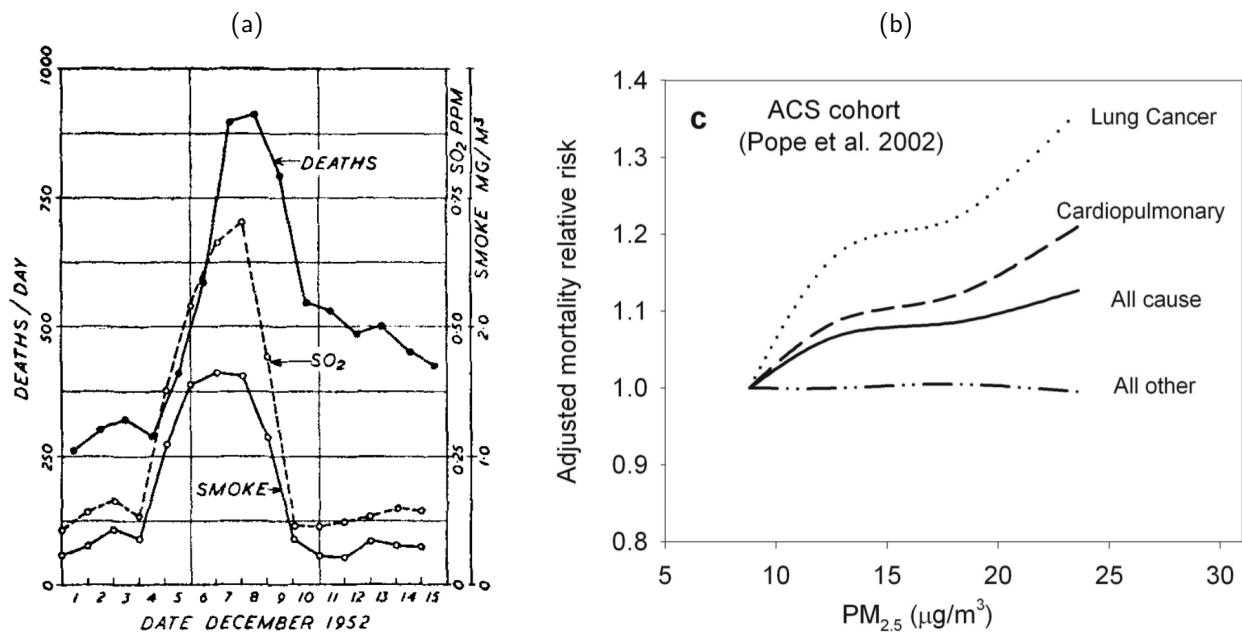 (a)
1000
750
500
250
0
DEATHS / DAY
DEATHS
SO₂
SMOKE
0·75
0·50
0·25
0
SO₂ PPM
2·0
1·0
0
SMOKE MG/M³
1 2 3 4 5 6 7 8 9 10 11 12 13 14 15
DATE DECEMBER 1952
(b)
1.4
1.3
1.2
1.1
1.0
0.9
0.8
Adjusted mortality relative risk
c
ACS cohort
(Pope et al. 2002)
Lung Cancer
Cardiopulmonary
All cause
All other
5 10 15 20 25 30
PM₂.₅ (μg/m³)